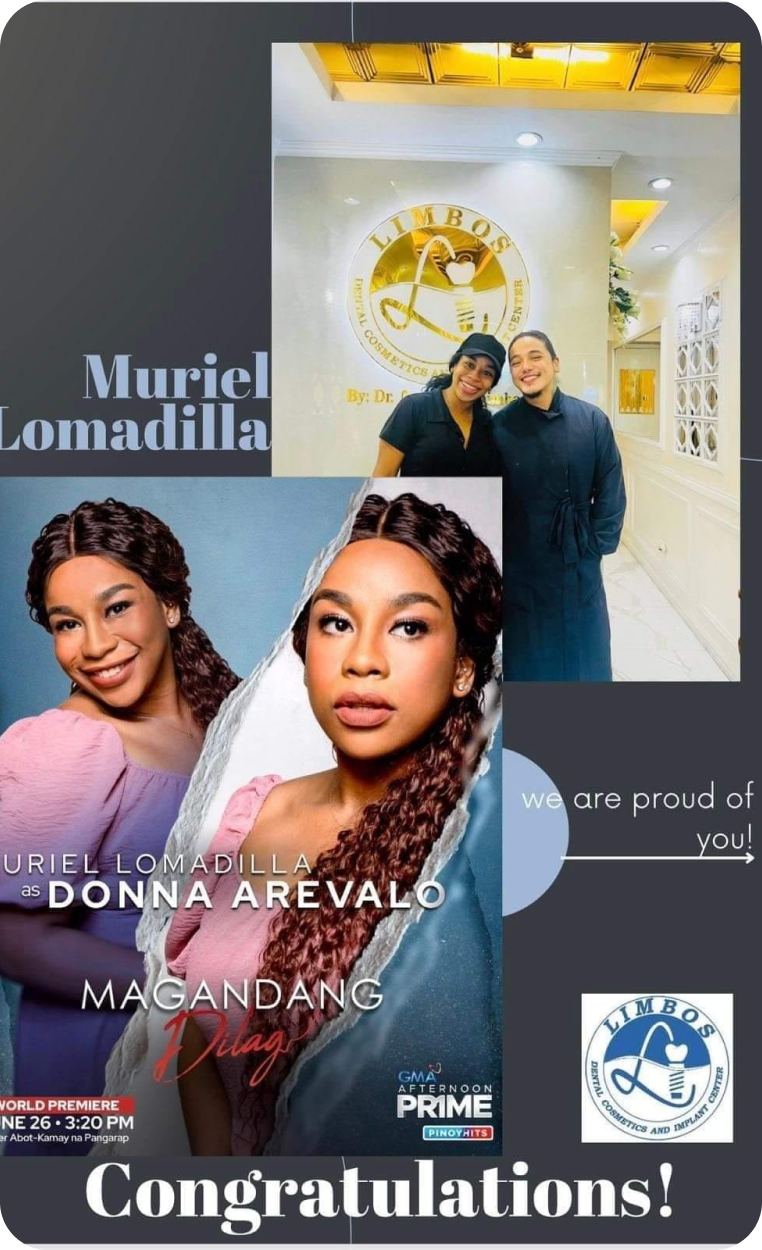 LIMBOS
DENTAL COSMETICS AND
CENTER
By: Dr.
Muriel
Lomadilla
URIEL LOMADILLA
as DONNA AREVALO
MAGANDANG
Dilag
WORLD PREMIERE
UNE 26 • 3:20 PM
er Abot-Kamay na Pangarap
GMA
AFTERNOON
PR1ME
PINOYHITS
we are proud of
you!
LIMBOS
DENTAL COSMETICS AND IMPLANT CENTER
Congratulations!